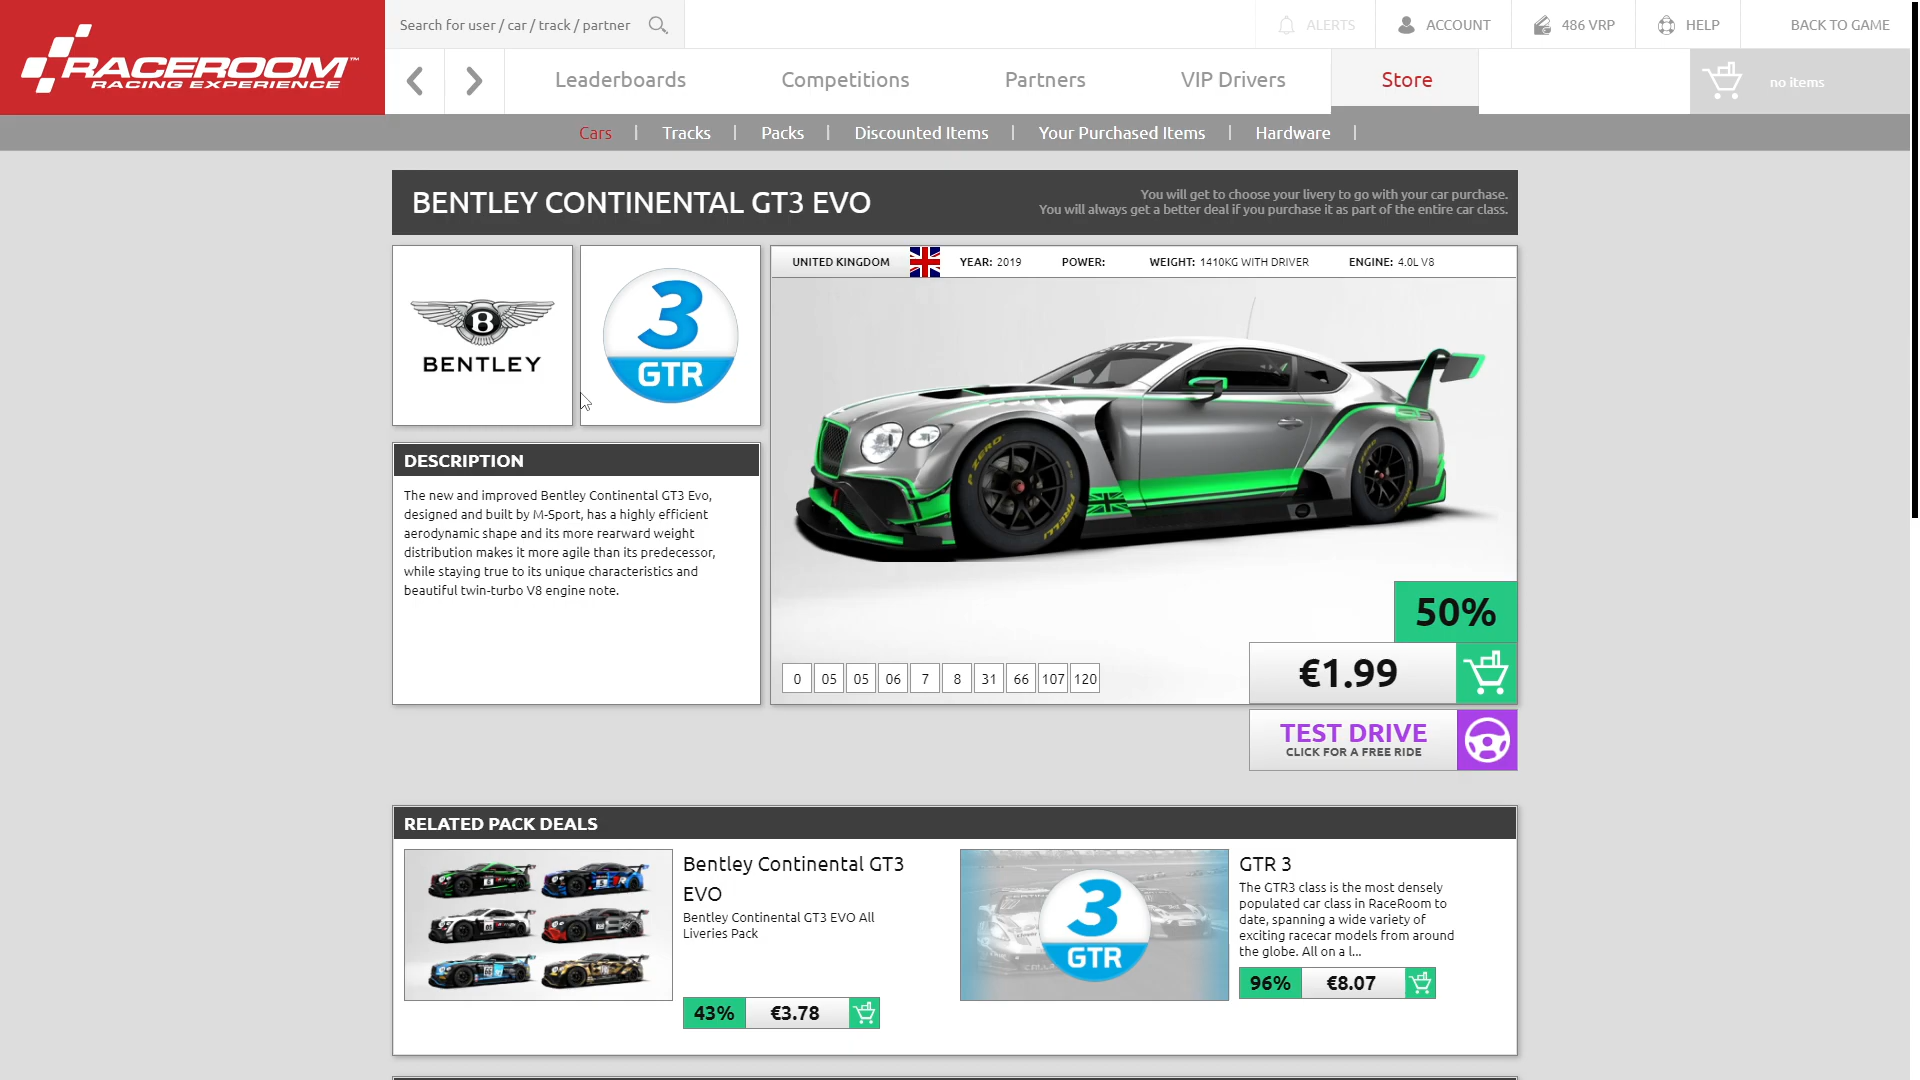 Search for user / car / track / partner
ALERTS
ACCOUNT
486 VRP
HELP
BACK TO GAME
RACEROOM™
RACING EXPERIENCE
Leaderboards
Competitions
Partners
VIP Drivers
Store
no items
Cars | Tracks | Packs | Discounted Items | Your Purchased Items | Hardware |
BENTLEY CONTINENTAL GT3 EVO
You will get to choose your livery to go with your car purchase.
You will always get a better deal if you purchase it as part of the entire car class.
B
BENTLEY
3
GTR
UNITED KINGDOM YEAR: 2019 POWER: WEIGHT: 1410KG WITH DRIVER ENGINE: 4.0L V8
BENTLEY
P ZERO
PIRELLI
DESCRIPTION
The new and improved Bentley Continental GT3 Evo,
designed and built by M-Sport, has a highly efficient
aerodynamic shape and its more rearward weight
distribution makes it more agile than its predecessor,
while staying true to its unique characteristics and
beautiful twin-turbo V8 engine note.
50%
€1.99
0 05 05 06 7 8 31 66 107 120
TEST DRIVE
CLICK FOR A FREE RIDE
RELATED PACK DEALS
Bentley Continental GT3
EVO
Bentley Continental GT3 EVO All
Liveries Pack
43% €3.78
3
GTR
GTR 3
The GTR3 class is the most densely
populated car class in RaceRoom to
date, spanning a wide variety of
exciting racecar models from around
the globe. All on a l...
96% €8.07